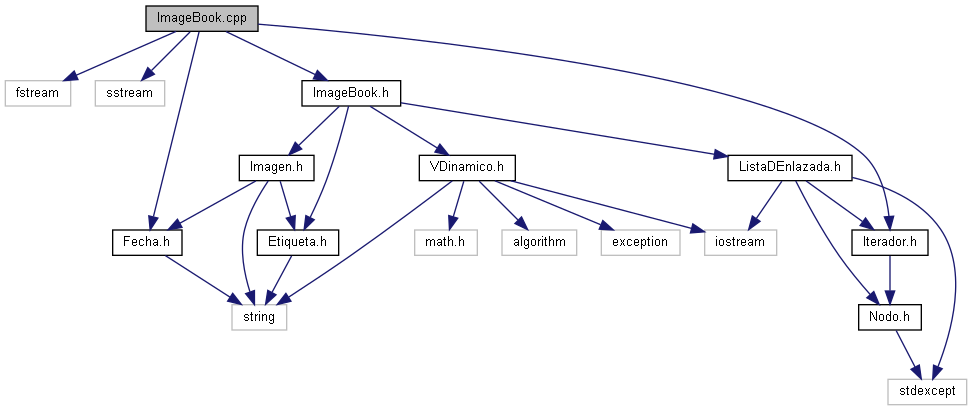 ImageBook.cpp
fstream
sstream
ImageBook.h
Imagen.h
VDinamico.h
ListaDEnlazada.h
Fecha.h
Etiqueta.h
math.h
algorithm
exception
iostream
Iterador.h
string
Nodo.h
stdexcept